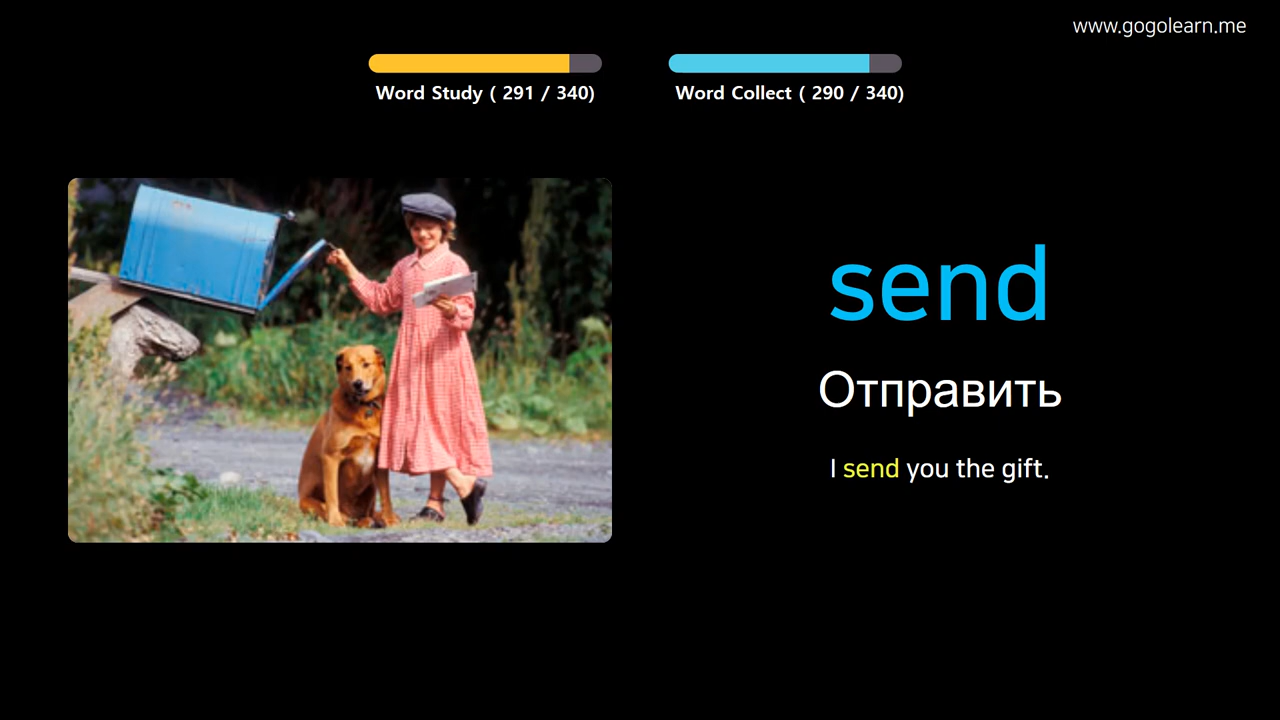 www.gogolearn.me
Word Study ( 291 / 340)
Word Collect ( 290 / 340)
send
Отправить
I send you the gift.